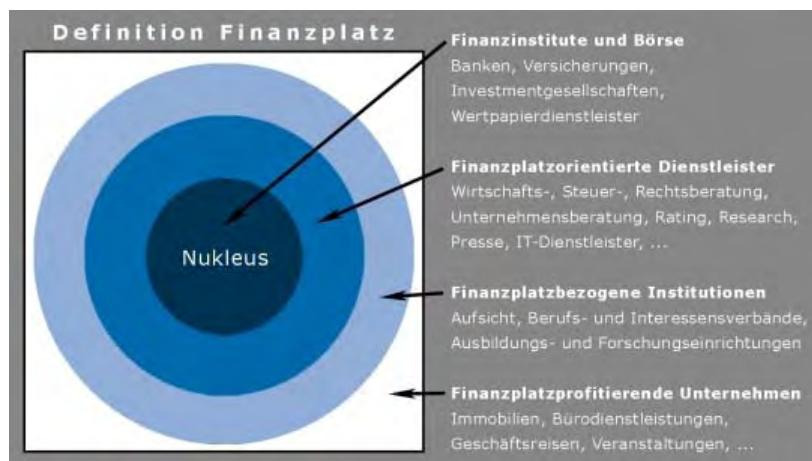 Definition Finanzplatz
Nukleus
Finanzinstitute und Börse
Banken, Versicherungen,
Investmentgesellschaften,
Wertpapierdienstleister
Finanzplatzorientierte Dienstleister
Wirtschafts-, Steuer-, Rechtsberatung,
Unternehmensberatung, Rating, Research,
Presse, IT-Dienstleister, ...
Finanzplatzbezogene Institutionen
Aufsicht, Berufs- und Interessensverbände,
Ausbildungs- und Forschungseinrichtungen
Finanzplatzprofitierende Unternehmen
Immobilien, Bürodienstleistungen,
Geschäftsreisen, Veranstaltungen, ...